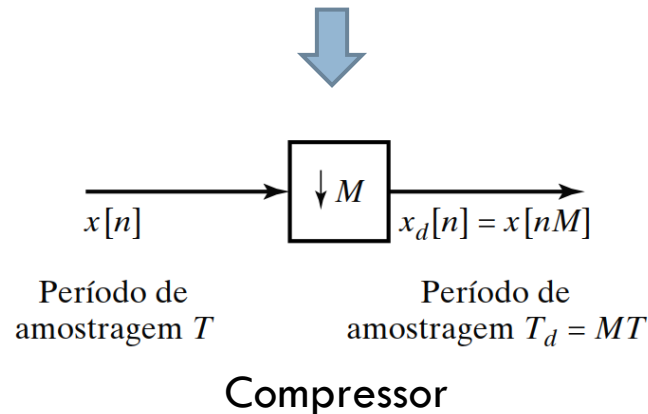 ↓ M
x[n]
x_d[n] = x[nM]
Período de
amostragem T
Período de
amostragem T_d = MT
Compressor